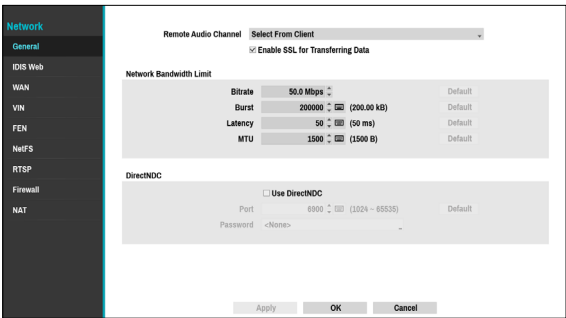 Network
General
IDIS Web
WAN
VIN
FEN
NetFS
RTSP
Firewall
NAT
Remote Audio Channel Select From Client
Enable SSL for Transferring Data
Network Bandwidth Limit
Bitrate 50.0 Mbps Default
Burst 200000 (200.00 kB) Default
Latency 50 (50 ms) Default
MTU 1500 (1500 B) Default
DirectNDC
Use DirectNDC
Port 6900 (1024 ~ 65535) Default
Password <None>
Apply OK Cancel